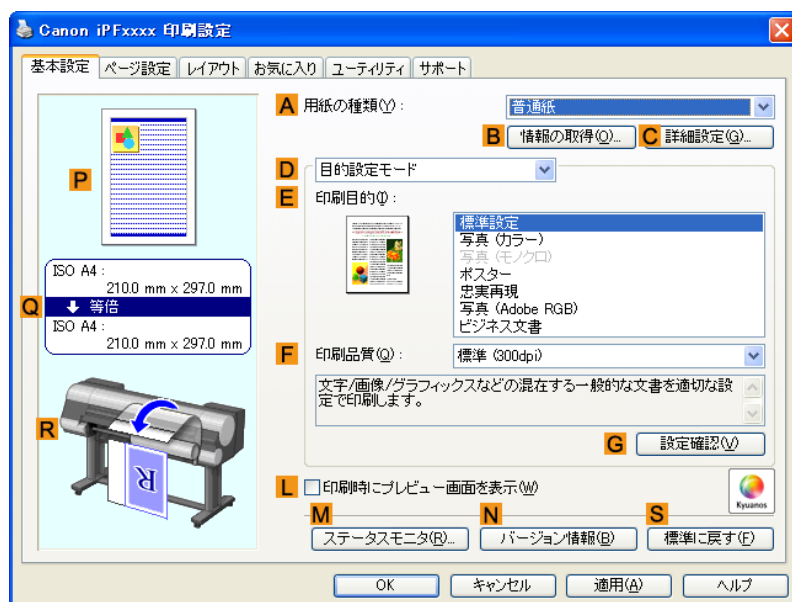 Canon iPFxxxx 印刷設定
基本設定 ページ設定 レイアウト お気に入り ユーティリティ サポート
A 用紙の種類(Y) : 普通紙
B 情報の取得(O)... C 詳細設定(G)...
D 目的設定モード
E 印刷目的(I) :
標準設定
写真 (カラー)
写真 (モノクロ)
ポスター
忠実再現
写真 (Adobe RGB)
ビジネス文書
F 印刷品質(Q) : 標準 (300dpi)
文字/画像/グラフィックスなどの混在する一般的な文書を適切な設
定で印刷します。
G 設定確認(V)
P
ISO A4 :
210.0 mm x 297.0 mm
Q 等倍
ISO A4 :
210.0 mm x 297.0 mm
R
R
L 印刷時にプレビュー画面を表示(W)
Kyuanos
M N S
ステータスモニタ(R)... バージョン情報(B) 標準に戻す(F)
OK キャンセル 適用(A) ヘルプ